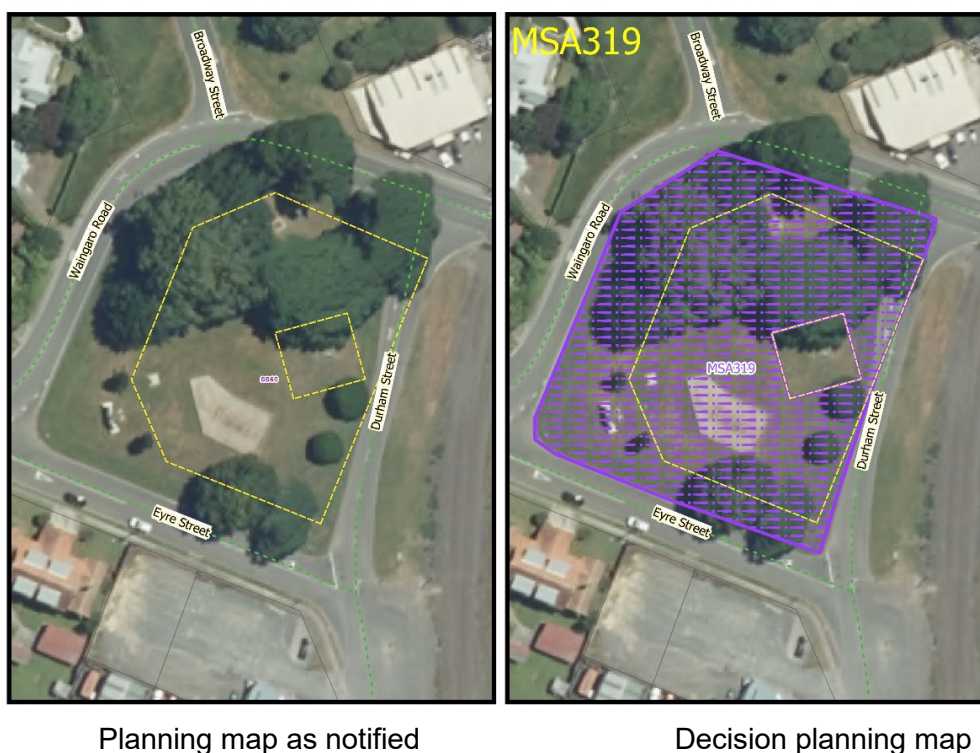 Broadway Street
Waingaro Road
SS60
Durham Street
Eyre Street
MSA319
Broadway Street
Waingaro Road
MSA319
Durham Street
Eyre Street
Planning map as notified
Decision planning map